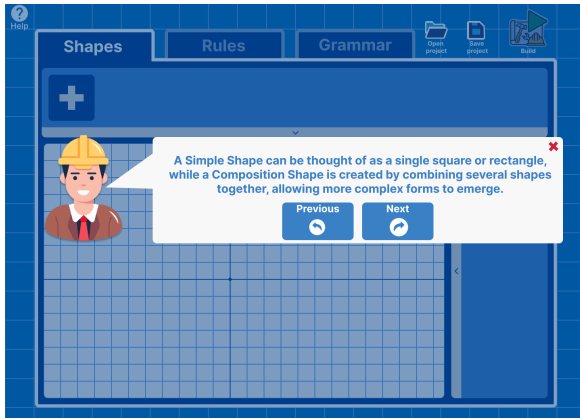 Help
Shapes
Rules
Grammar
Open
project
Save
project
Build
A Simple Shape can be thought of as a single square or rectangle,
while a Composition Shape is created by combining several shapes
together, allowing more complex forms to emerge.
Previous
Next